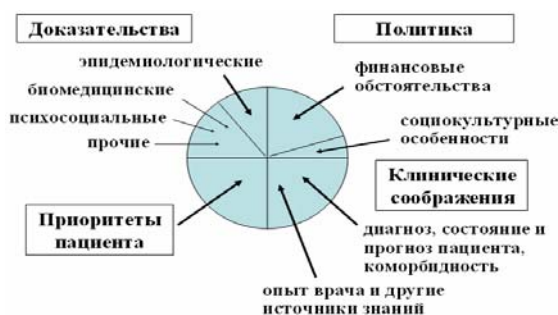 Доказательства
эпидемиологические
биомедицинские
психосоциальные
прочие
Политика
финансовые
обстоятельства
социокультурные
особенности
Клинические
соображения
диагноз, состояние и
прогноз пациента,
коморбидность
опыт врача и другие
источники знаний
Приоритеты
пациента